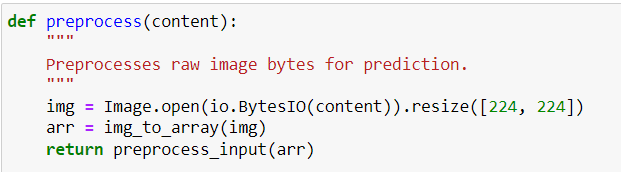 def preprocess(content):
    """
    Preprocesses raw image bytes for prediction.
    """
    img = Image.open(io.BytesIO(content)).resize([224, 224])
    arr = img_to_array(img)
    return preprocess_input(arr)